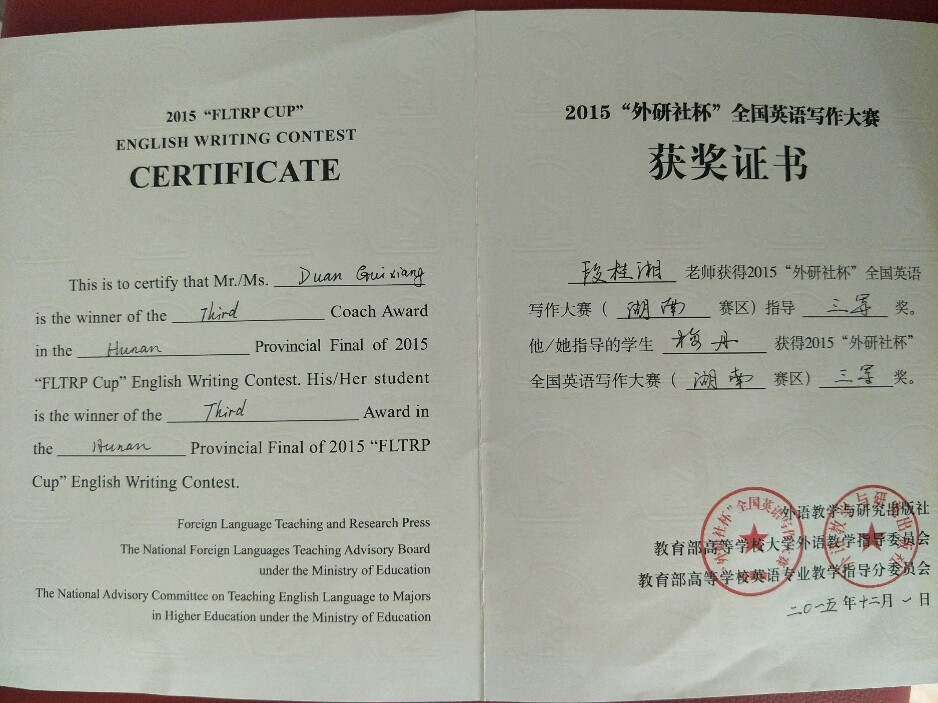 2015 “FLTRP CUP”
ENGLISH WRITING CONTEST
CERTIFICATE
This is to certify that Mr./Ms. Duan Guixiang
is the winner of the Third Coach Award
in the Hunan Provincial Final of 2015
“FLTRP Cup” English Writing Contest. His/Her student
is the winner of the Third Award in
the Hunan Provincial Final of 2015 “FLTRP
Cup” English Writing Contest.
Foreign Language Teaching and Research Press
The National Foreign Languages Teaching Advisory Board
under the Ministry of Education
The National Advisory Committee on Teaching English Language to Majors
in Higher Education under the Ministry of Education
2015“外研社杯”全国英语写作大赛
获奖证书
段桂湘 老师获得2015“外研社杯”全国英语
写作大赛（ 湖南 赛区）指导 三等 奖。
他/她指导的学生 丹 获得2015“外研社杯”
全国英语写作大赛（ 湖南 赛区） 三等 奖。
外语教学与研究出版社
教育部高等学校大学外语教学指导委员会
教育部高等学校英语专业教学指导分委员会
二〇一五年十二月一日